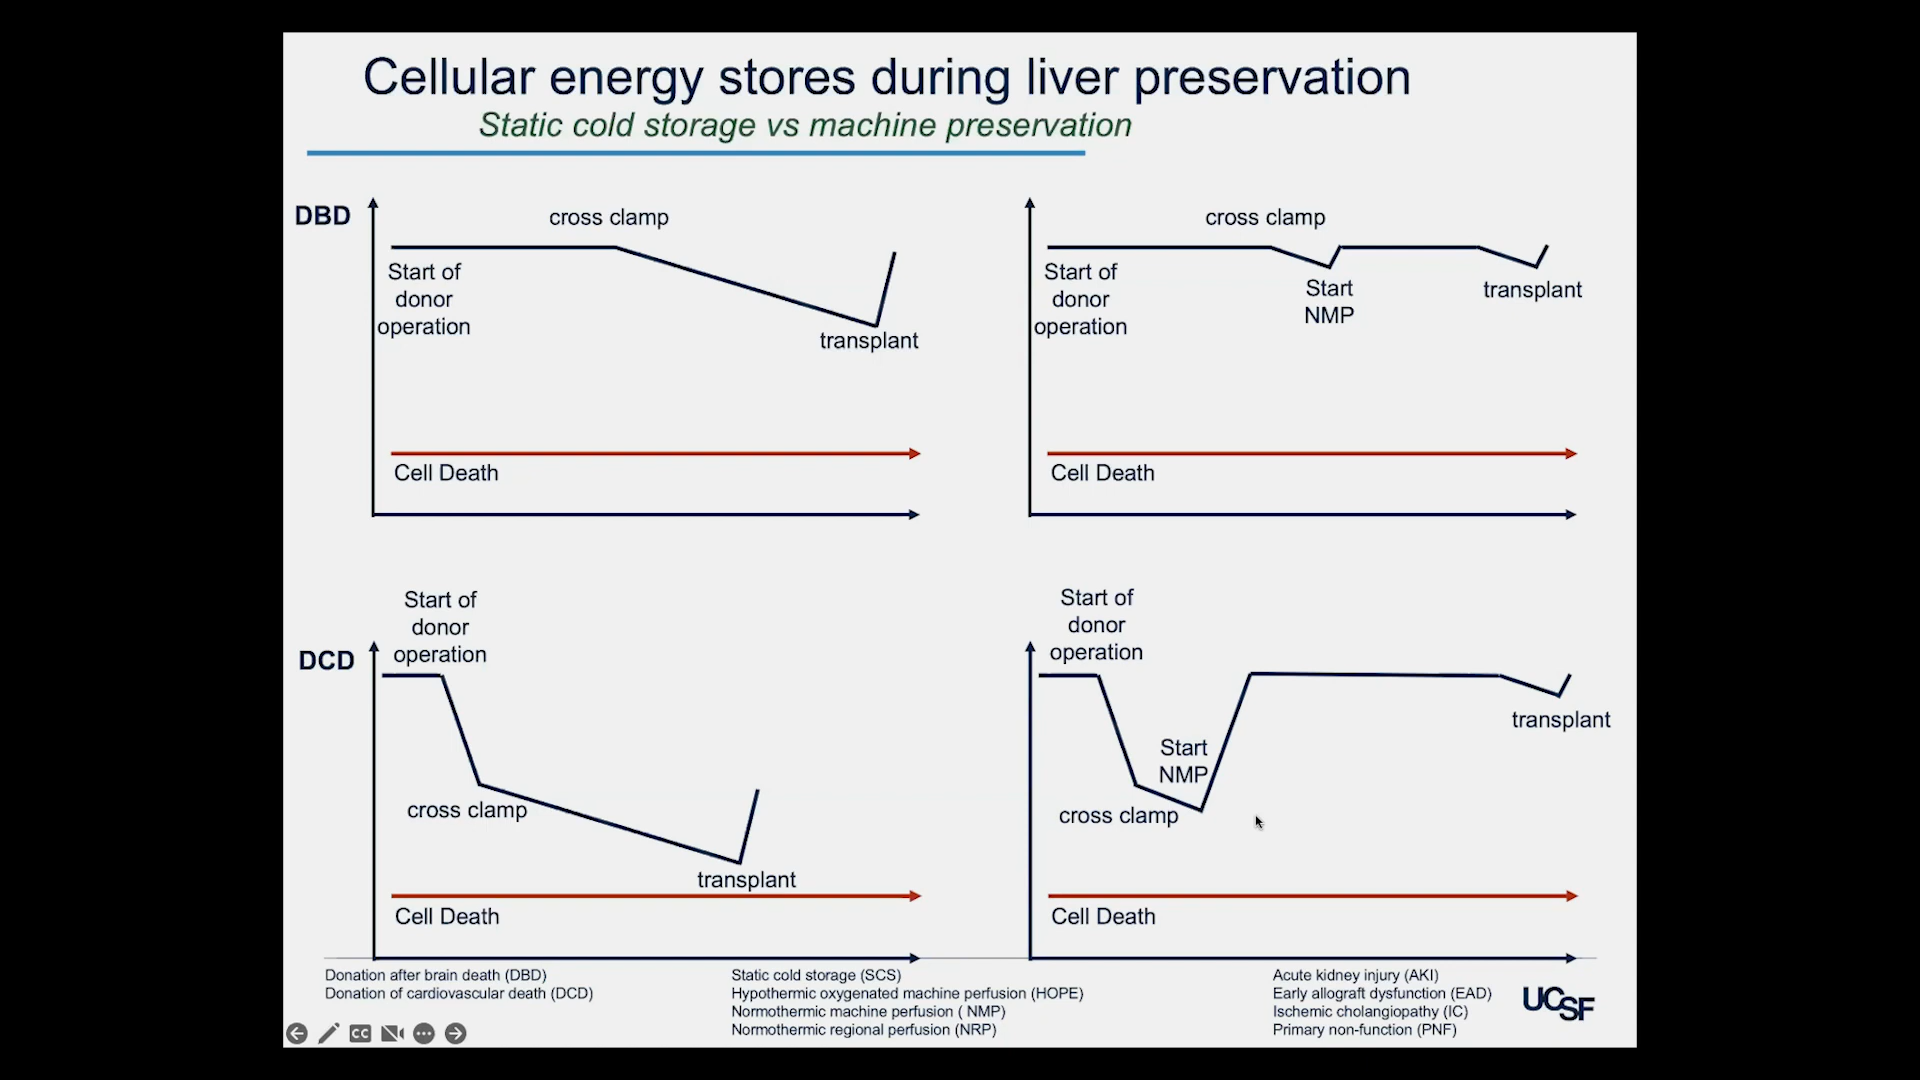 Cellular energy stores during liver preservation
Static cold storage vs machine preservation
DBD
cross clamp
Start of
donor
operation
transplant
Cell Death
cross clamp
Start of
donor
operation
Start
NMP
transplant
Cell Death
DCD
Start of
donor
operation
cross clamp
transplant
Cell Death
Start of
donor
operation
Start
NMP
cross clamp
transplant
Cell Death
Donation after brain death (DBD)
Donation of cardiovascular death (DCD)
Static cold storage (SCS)
Hypothermic oxygenated machine perfusion (HOPE)
Normothermic machine perfusion ( NMP)
Normothermic regional perfusion (NRP)
Acute kidney injury (AKI)
Early allograft dysfunction (EAD)
Ischemic cholangiopathy (IC)
Primary non-function (PNF)
UCSF
CC